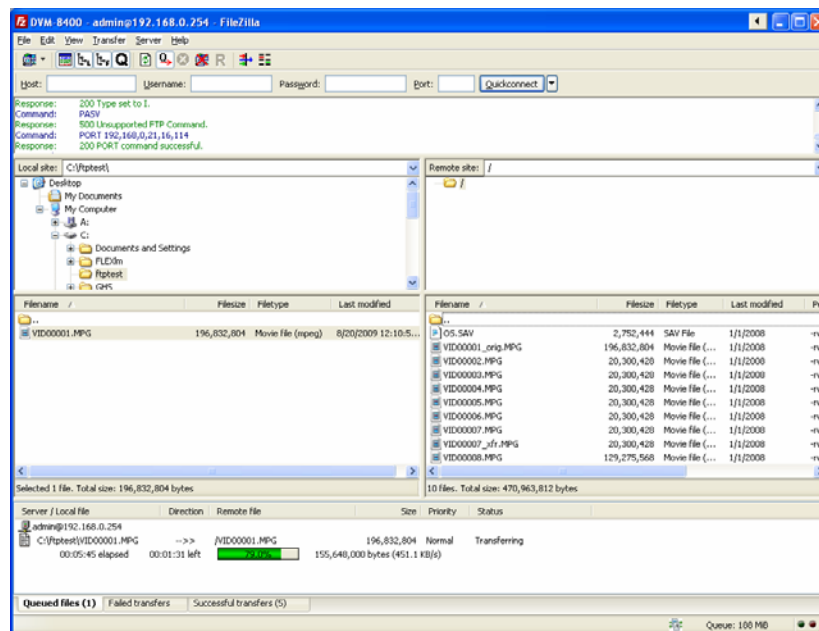 DVM-8400 - admin@192.168.0.254 - FileZilla
File Edit View Transfer Server Help
Host: Username: Password: Port: Quickconnect
Response: 200 Type set to I.
Command: PASV
Response: 500 Unsupported FTP Command.
Command: PORT 192,168,0,21,16,114
Response: 200 PORT command successful.
Local site: C:\ftptest\
Desktop
My Documents
My Computer
A:
C:
Documents and Settings
FLEXlm
ftptest
GHS
Remote site: /
/
Filename / Filesize Filetype Last modified
..
VID00001.MPG 196,832,804 Movie file (mpeg) 8/20/2009 12:10:5...
Selected 1 file. Total size: 196,832,804 bytes
Filename / Filesize Filetype Last modified
..
OS.SAV 2,752,444 SAV File 1/1/2008
VID00001_orig.MPG 196,832,804 Movie file (... 1/1/2008
VID00002.MPG 20,300,428 Movie file (... 1/1/2008
VID00003.MPG 20,300,428 Movie file (... 1/1/2008
VID00004.MPG 20,300,428 Movie file (... 1/1/2008
VID00005.MPG 20,300,428 Movie file (... 1/1/2008
VID00006.MPG 20,300,428 Movie file (... 1/1/2008
VID00007.MPG 20,300,428 Movie file (... 1/1/2008
VID00007_xfr.MPG 20,300,428 Movie file (... 1/1/2008
VID00008.MPG 129,275,568 Movie file (... 1/1/2008
10 files. Total size: 470,963,812 bytes
Server / Local file Direction Remote file Size Priority Status
admin@192.168.0.254
C:\ftptest\VID00001.MPG -->> /VID00001.MPG 196,832,804 Normal Transferring
00:05:45 elapsed 00:01:31 left 79.0% 155,648,000 bytes (451.1 KB/s)
Queued files (1) Failed transfers Successful transfers (5)
Queue: 188 MB